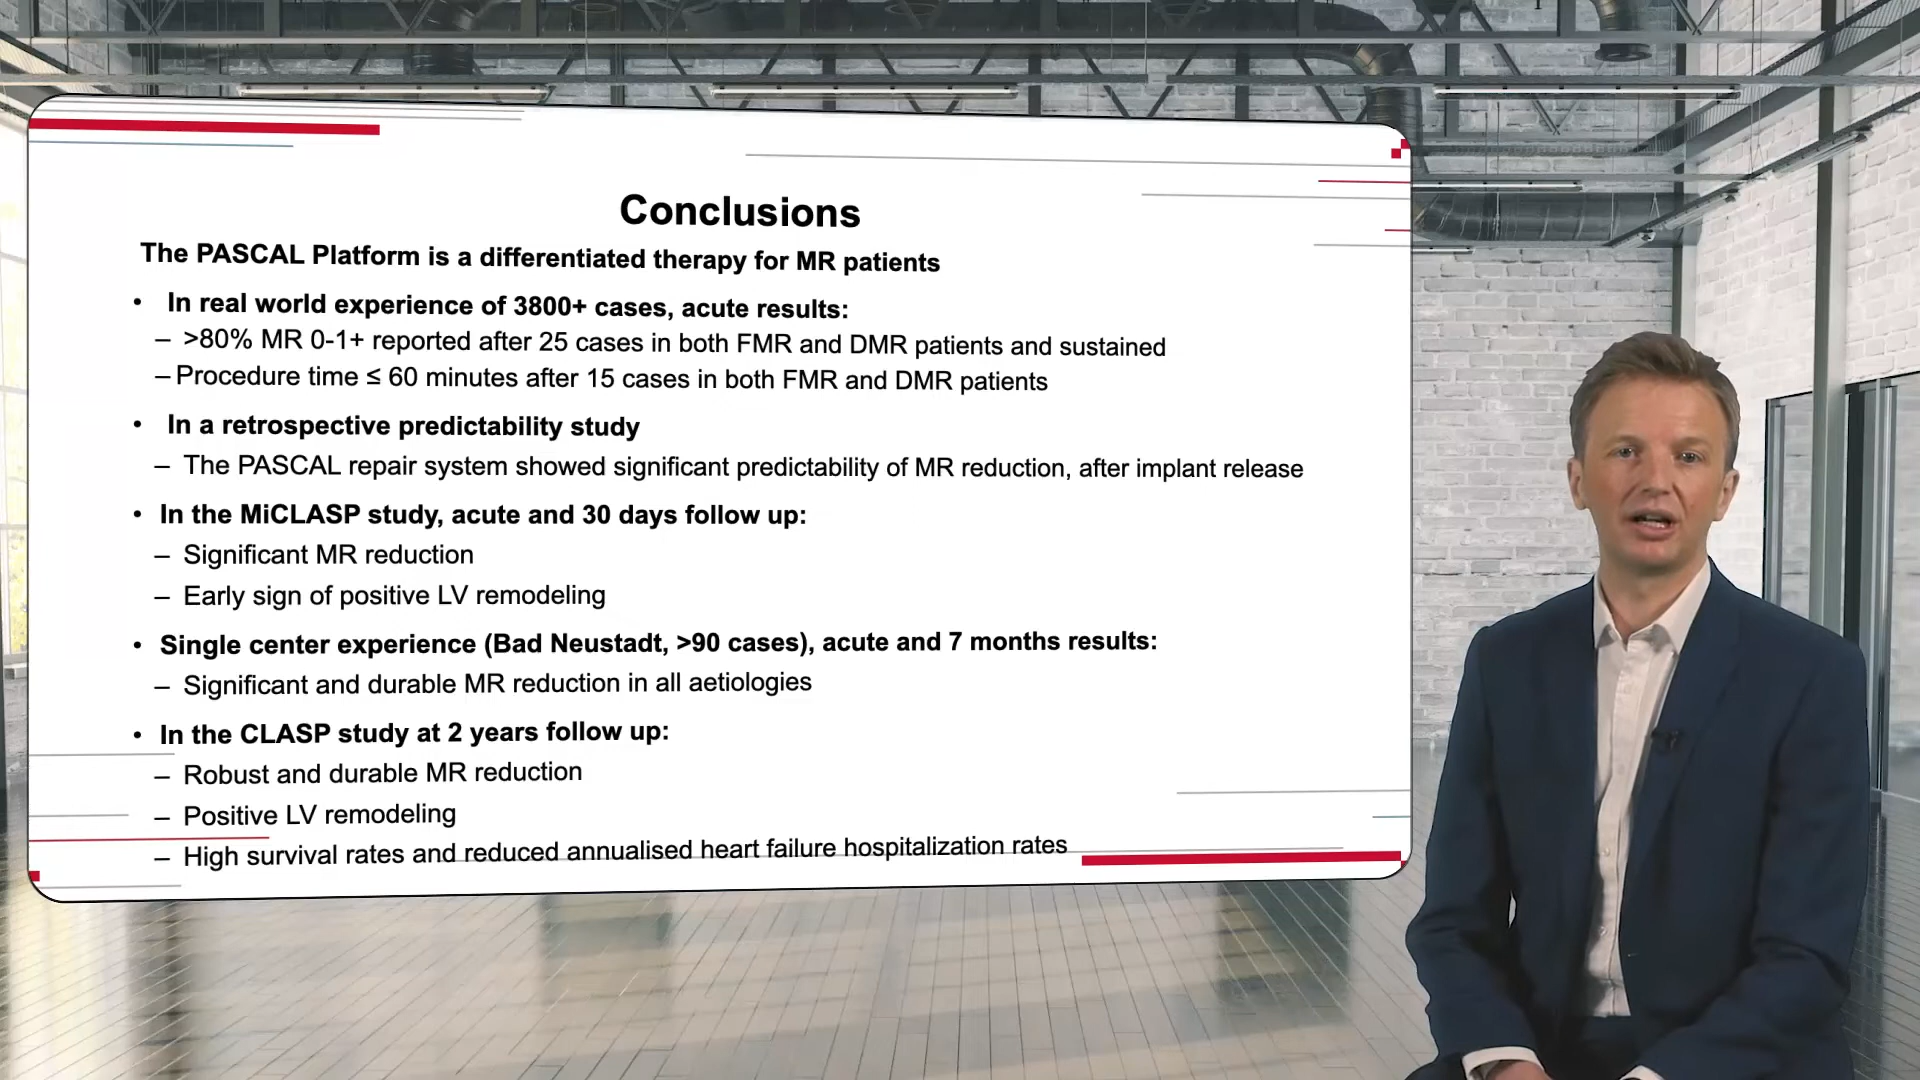 Conclusions
The PASCAL Platform is a differentiated therapy for MR patients
• In real world experience of 3800+ cases, acute results:
– >80% MR 0-1+ reported after 25 cases in both FMR and DMR patients and sustained
– Procedure time ≤ 60 minutes after 15 cases in both FMR and DMR patients
• In a retrospective predictability study
– The PASCAL repair system showed significant predictability of MR reduction, after implant release
• In the MiCLASP study, acute and 30 days follow up:
– Significant MR reduction
– Early sign of positive LV remodeling
• Single center experience (Bad Neustadt, >90 cases), acute and 7 months results:
– Significant and durable MR reduction in all aetiologies
• In the CLASP study at 2 years follow up:
– Robust and durable MR reduction
– Positive LV remodeling
– High survival rates and reduced annualised heart failure hospitalization rates